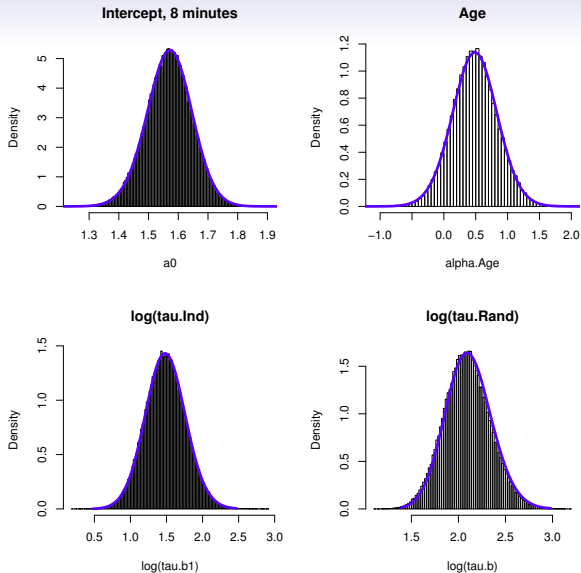 Intercept, 8 minutes
Density
0
1
2
3
4
5
1.3 1.4 1.5 1.6 1.7 1.8 1.9
a0
Age
Density
0.0
0.2
0.4
0.6
0.8
1.0
1.2
−1.0 0.0 0.5 1.0 1.5 2.0
alpha.Age
log(tau.Ind)
Density
0.0
0.5
1.0
1.5
0.5 1.0 1.5 2.0 2.5 3.0
log(tau.b1)
log(tau.Rand)
Density
0.0
0.5
1.0
1.5
1.5 2.0 2.5 3.0
log(tau.b)